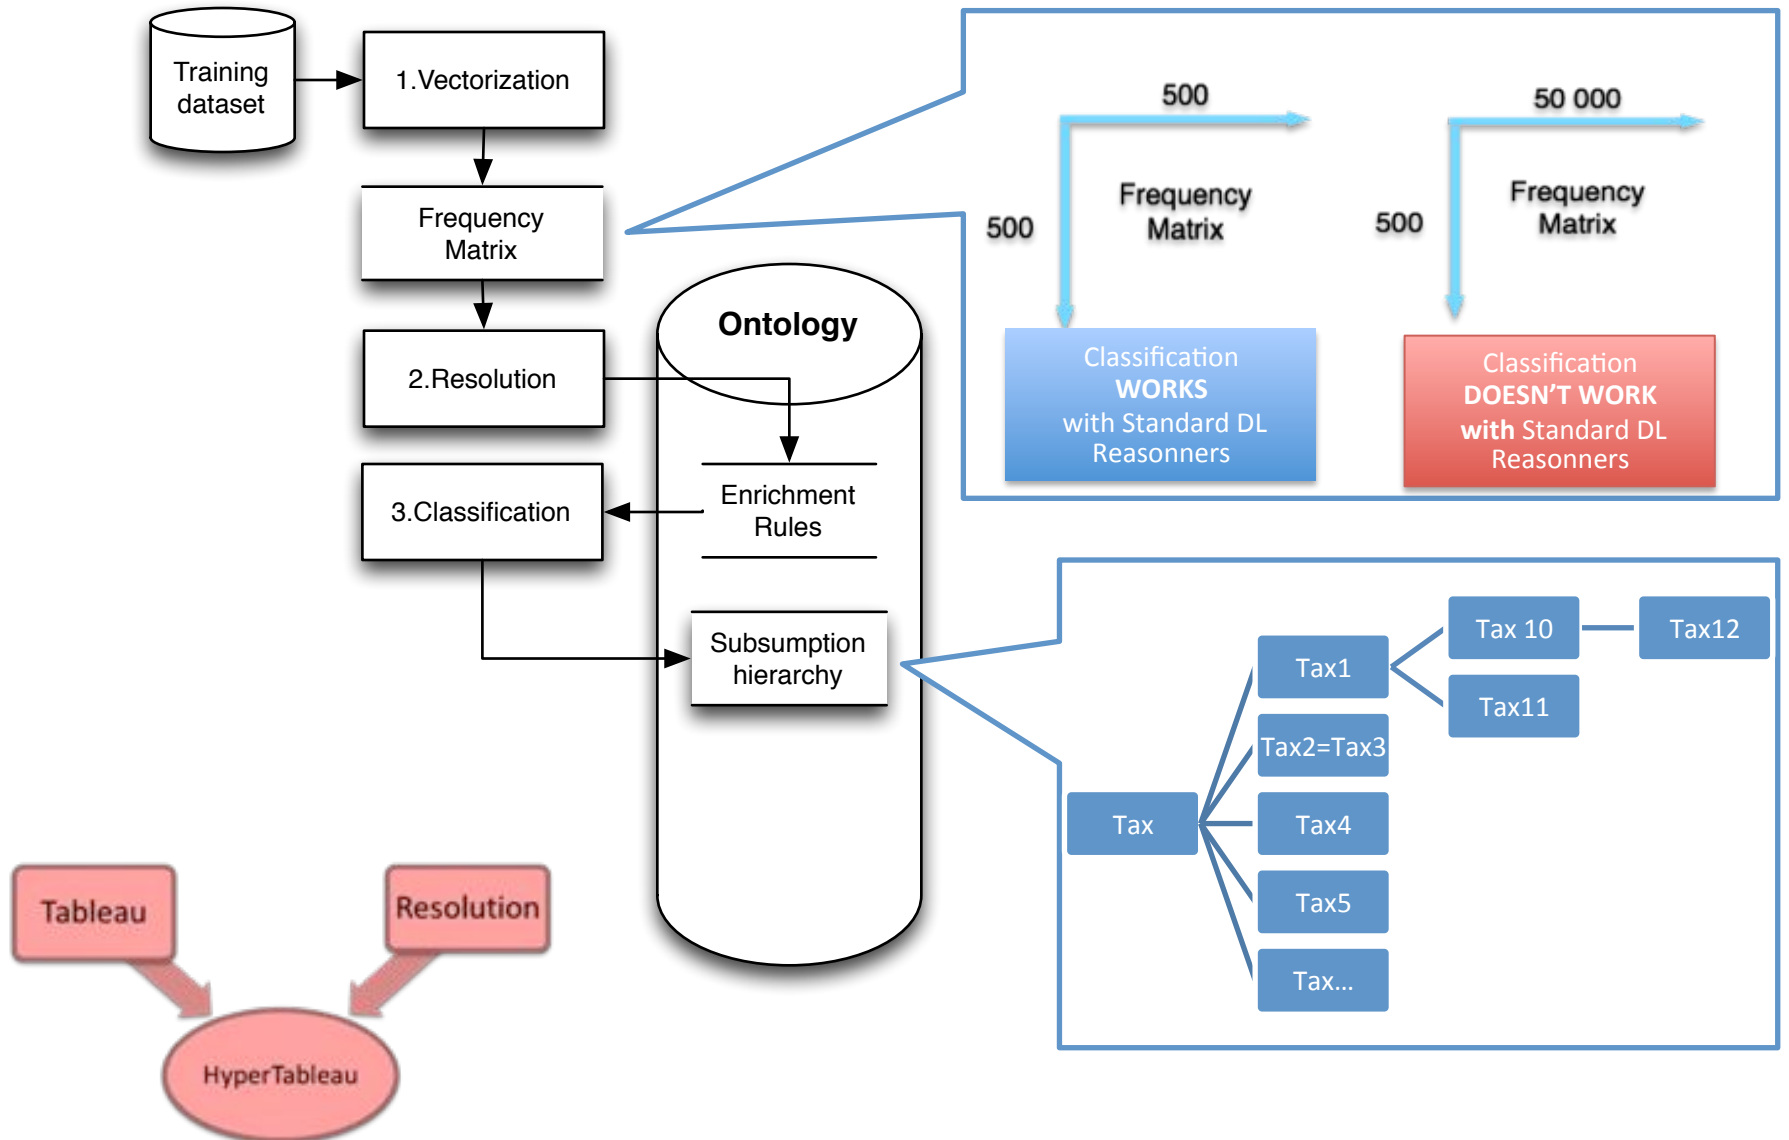 Training
dataset
1.Vectorization
Frequency
Matrix
2.Resolution
3.Classification
Ontology
Enrichment
Rules
Subsumption
hierarchy
500
500
Frequency
Matrix
Classification
WORKS
with Standard DL
Reasonners
50 000
500
Frequency
Matrix
Classification
DOESN'T WORK
with Standard DL
Reasonners
Tax
Tax1
Tax2=Tax3
Tax4
Tax5
Tax...
Tax 10
Tax11
Tax12
Tableau
Resolution
HyperTableau